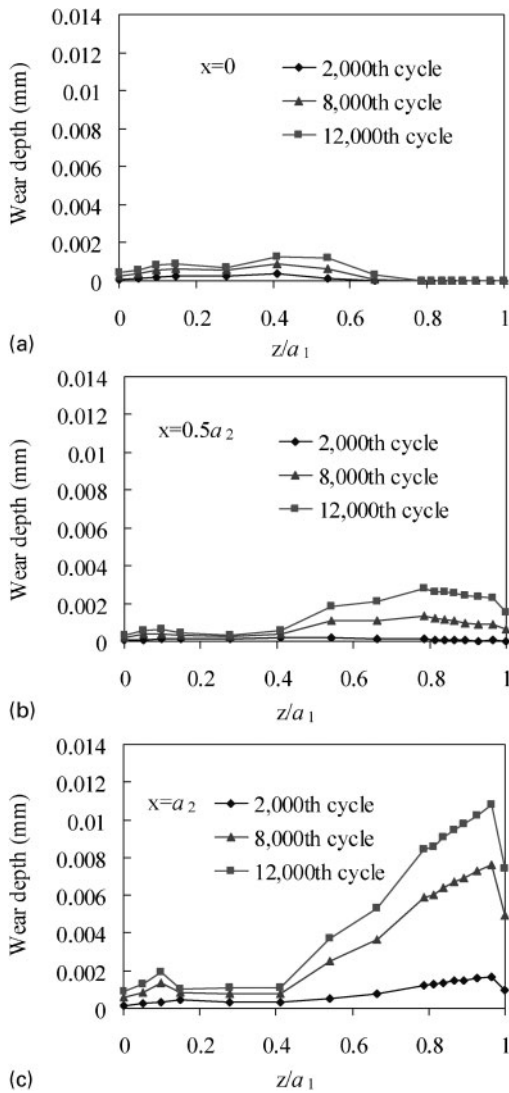 0.014
0.012
0.01
0.008
0.006
0.004
0.002
0
Wear depth (mm)
x=0
2,000th cycle
8,000th cycle
12,000th cycle
0 0.2 0.4 0.6 0.8 1
z/a1
(a)
0.014
0.012
0.01
0.008
0.006
0.004
0.002
0
Wear depth (mm)
x=0.5a2
2,000th cycle
8,000th cycle
12,000th cycle
0 0.2 0.4 0.6 0.8 1
z/a1
(b)
0.014
0.012
0.01
0.008
0.006
0.004
0.002
0
Wear depth (mm)
x=a2
2,000th cycle
8,000th cycle
12,000th cycle
0 0.2 0.4 0.6 0.8 1
z/a1
(c)